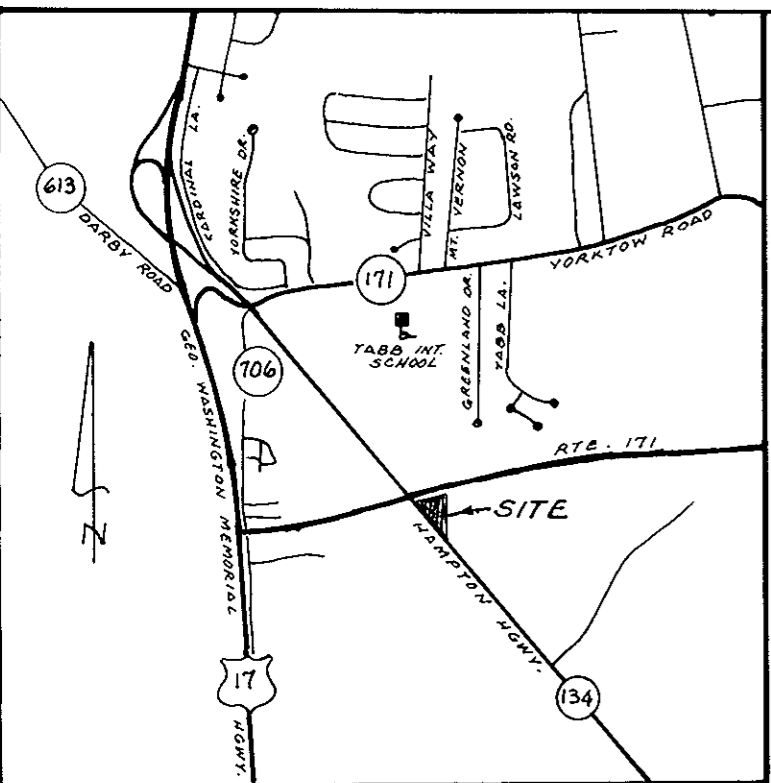 613
DARBY ROAD
CARDINAL LA.
YORKSHIRE DR.
VILLA WAY
MT. VERNON
LAWSON RD.
171
YORKTOW ROAD
706
TABB INT.
SCHOOL
GREENLAND DR.
TABB LA.
RTE. 171
SITE
GEO. WASHINGTON MEMORIAL
HGWY.
17
HAMPTON HGWY.
134
N